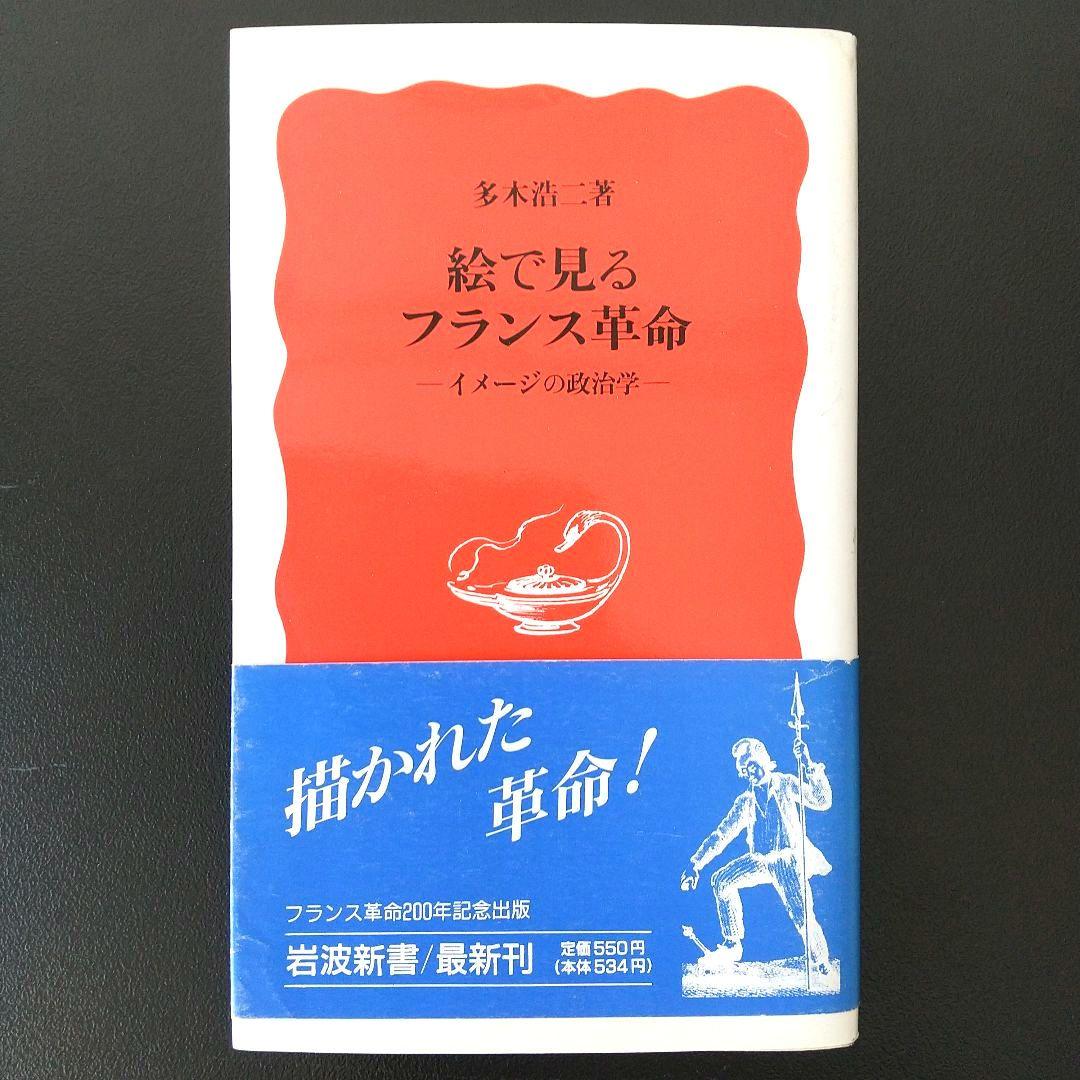 多木浩二著
絵で見る
フランス革命
―イメージの政治学―
描かれた
革命!
フランス革命200年記念出版
岩波新書/最新刊
定価550円
(本体534円)